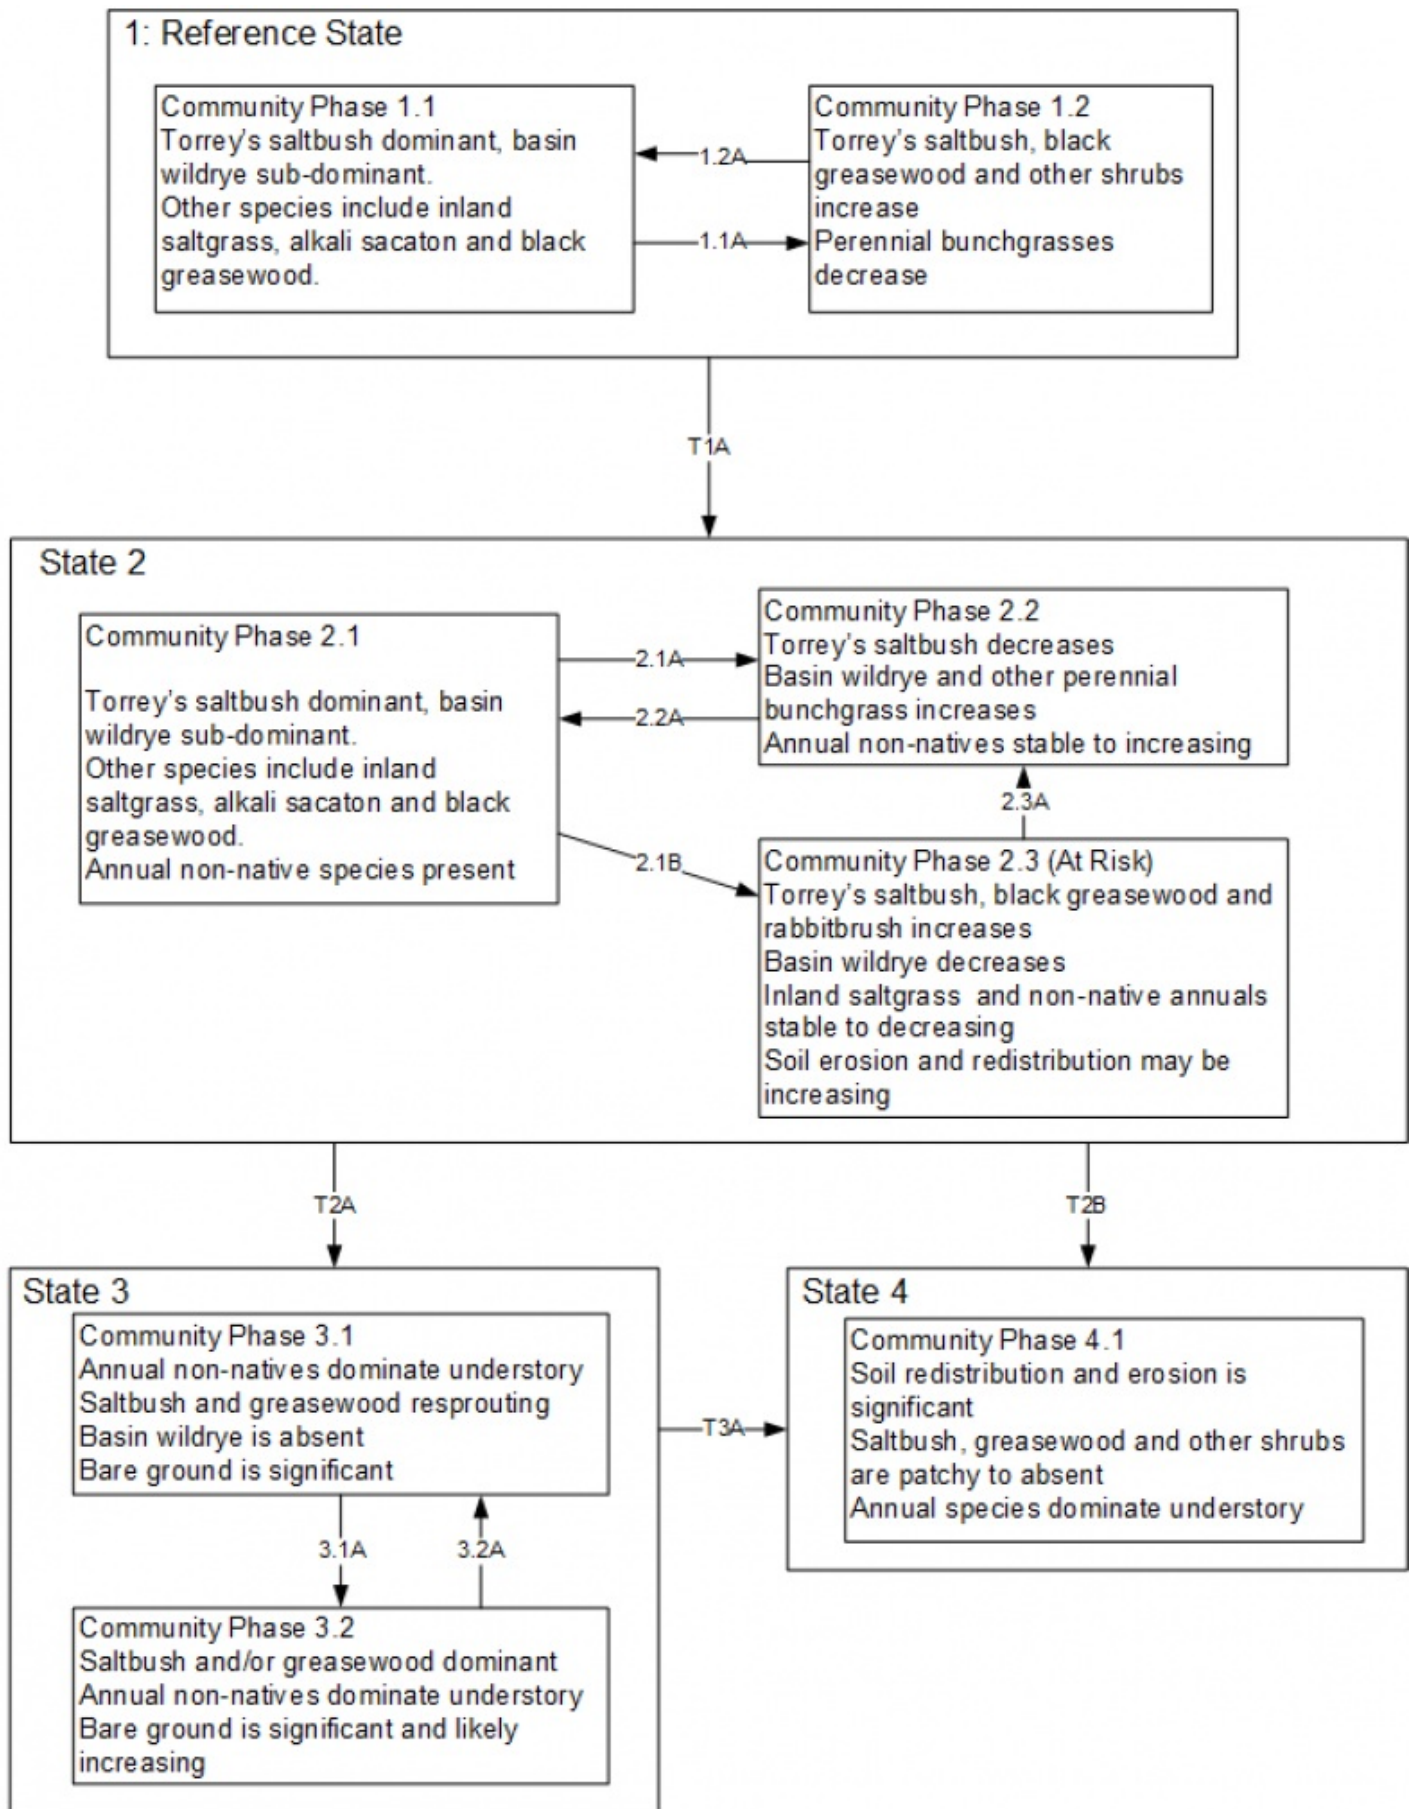 1: Reference State
Community Phase 1.1
Torrey's saltbush dominant, basin
wildrye sub-dominant.
Other species include inland
saltgrass, alkali sacaton and black
greasewood.
1.2A
1.1A
Community Phase 1.2
Torrey's saltbush, black
greasewood and other shrubs
increase
Perennial bunchgrasses
decrease
T1A
State 2
Community Phase 2.1
Torrey's saltbush dominant, basin
wildrye sub-dominant.
Other species include inland
saltgrass, alkali sacaton and black
greasewood.
Annual non-native species present
2.1A
2.2A
2.1B
Community Phase 2.2
Torrey's saltbush decreases
Basin wildrye and other perennial
bunchgrass increases
Annual non-natives stable to increasing
2.3A
Community Phase 2.3 (At Risk)
Torrey's saltbush, black greasewood and
rabbitbrush increases
Basin wildrye decreases
Inland saltgrass and non-native annuals
stable to decreasing
Soil erosion and redistribution may be
increasing
T2A
T2B
State 3
Community Phase 3.1
Annual non-natives dominate understory
Saltbush and greasewood resprouting
Basin wildrye is absent
Bare ground is significant
3.1A
3.2A
Community Phase 3.2
Saltbush and/or greasewood dominant
Annual non-natives dominate understory
Bare ground is significant and likely
increasing
T3A
State 4
Community Phase 4.1
Soil redistribution and erosion is
significant
Saltbush, greasewood and other shrubs
are patchy to absent
Annual species dominate understory